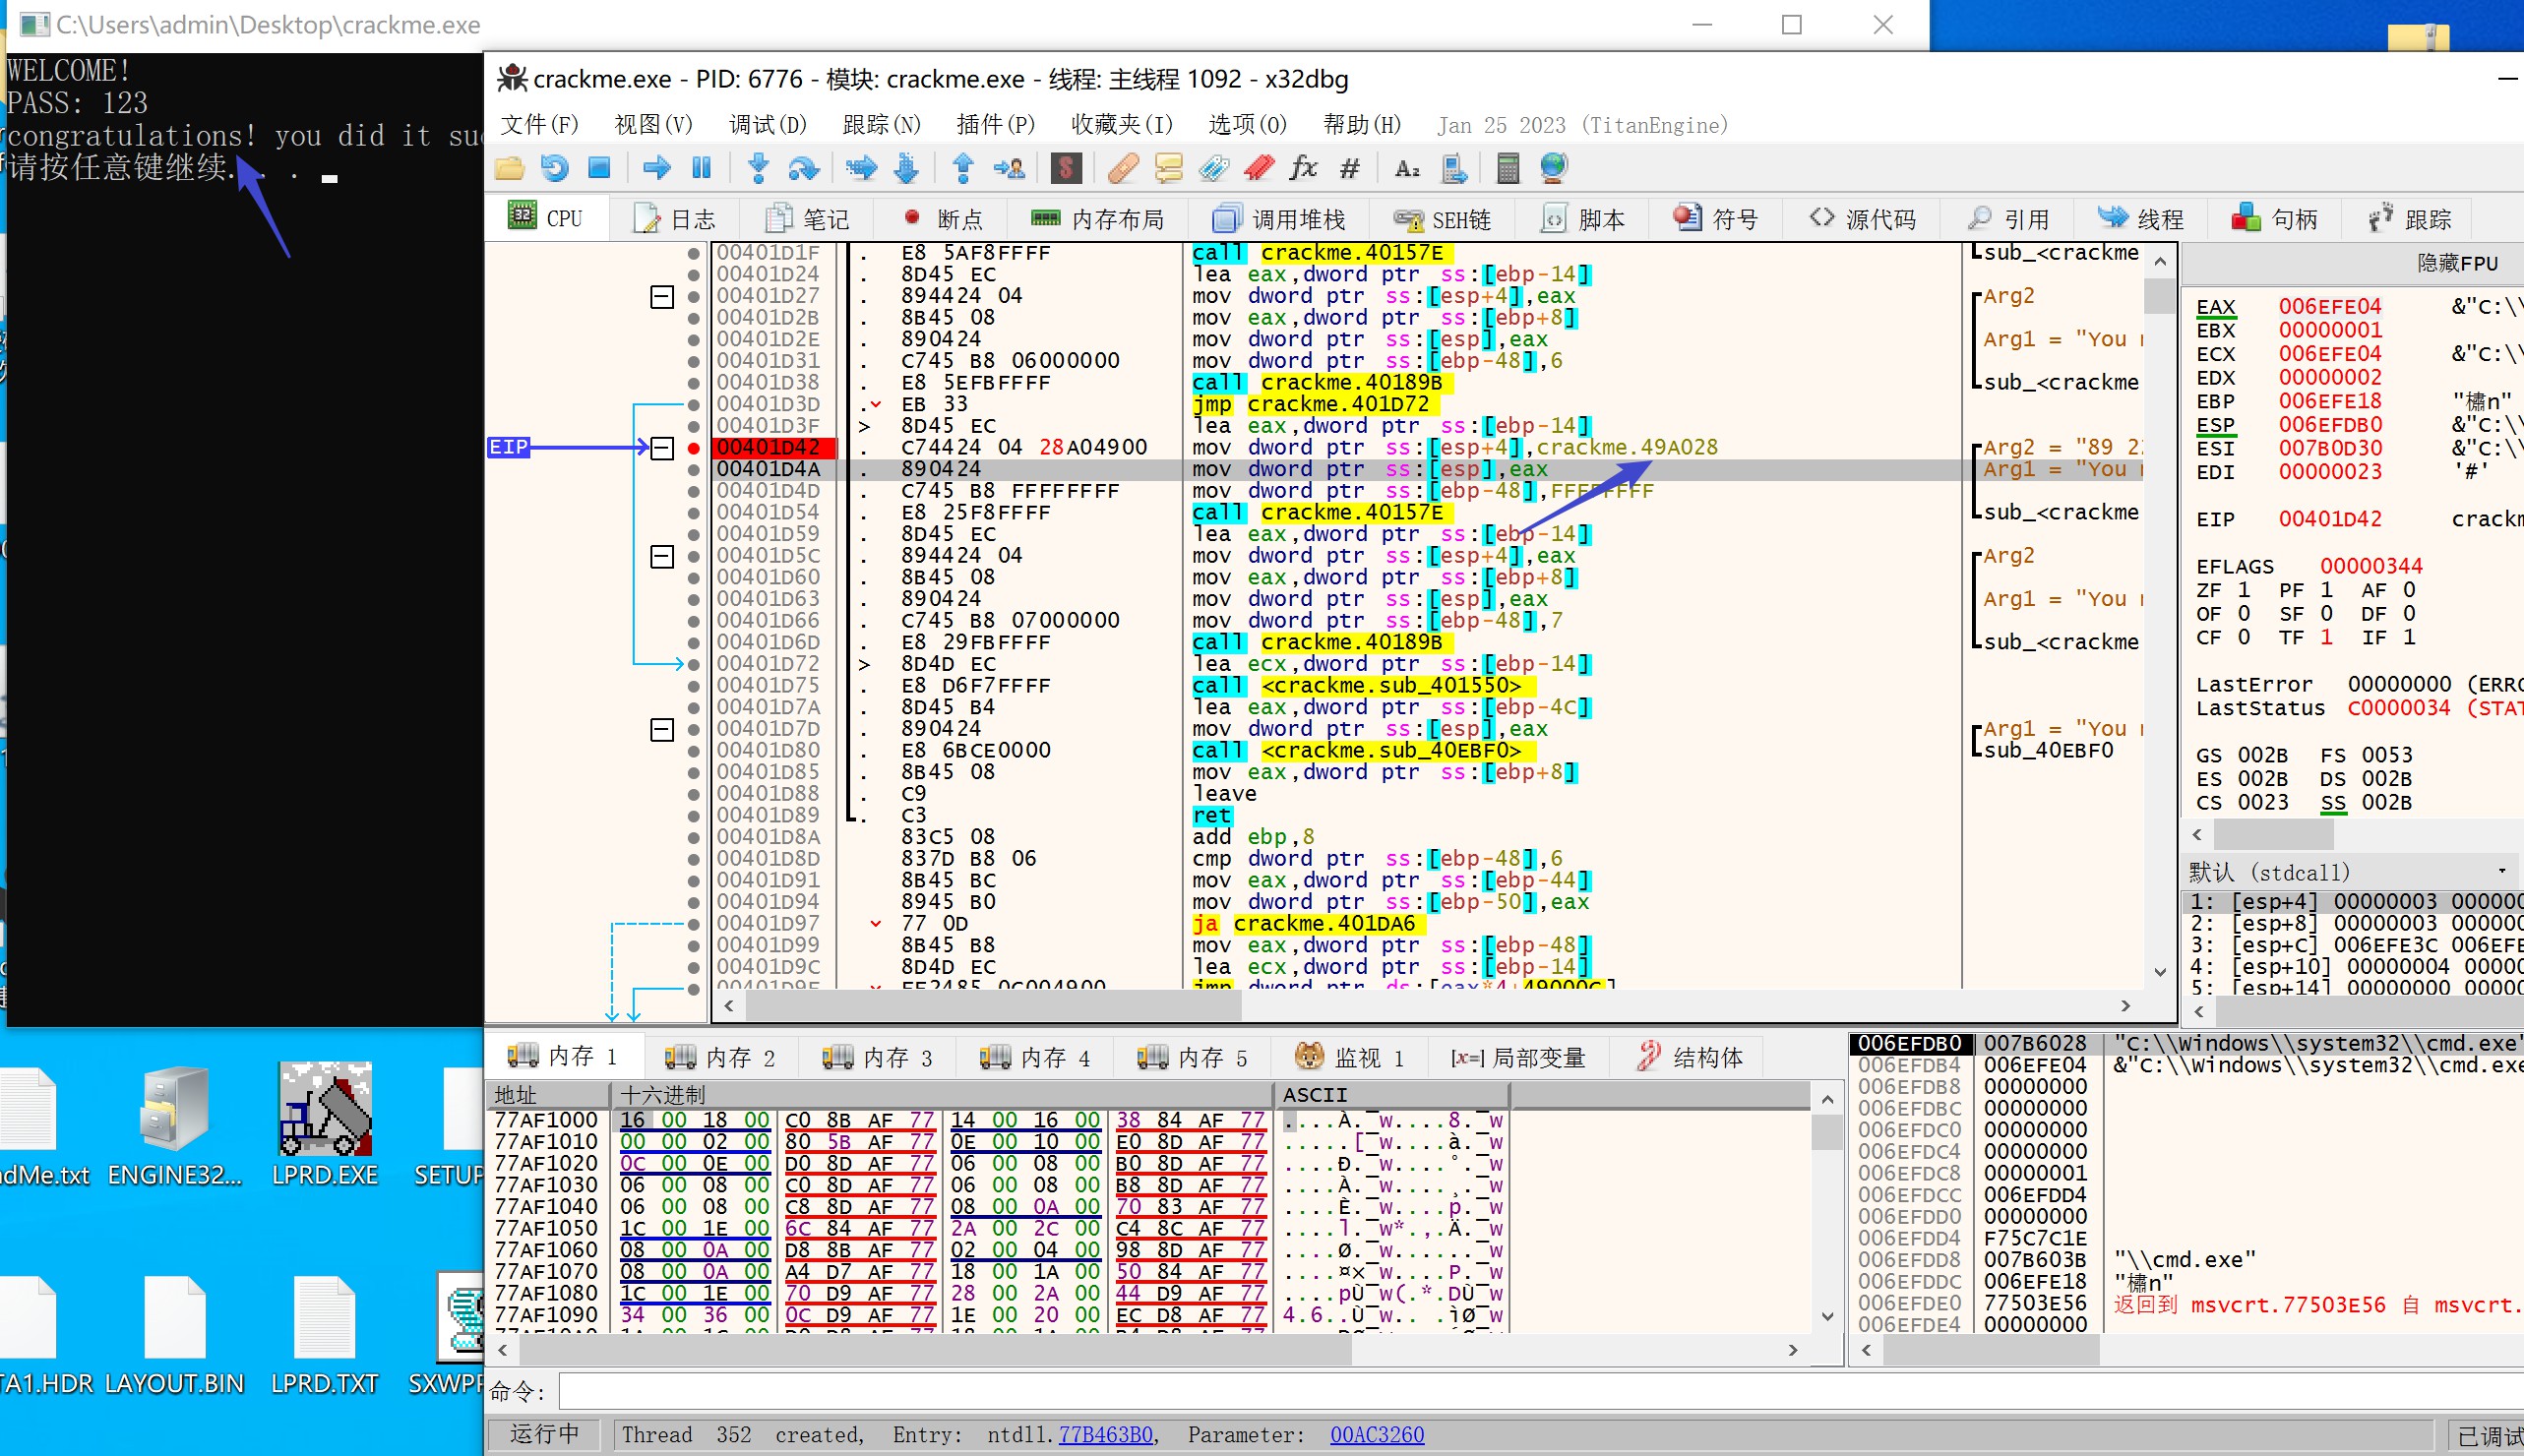 C:\Users\admin\Desktop\crackme.exe
WELCOME!
PASS: 123
congratulations! you did it
请按任意键继续. . .
crackme.exe - PID: 6776 - 模块: crackme.exe - 线程: 主线程 1092 - x32dbg
文件(F) 视图(V) 调试(D) 跟踪(N) 插件(P) 收藏夹(I) 选项(O) 帮助(H) Jan 25 2023 (TitanEngine)
CPU 日志 笔记 断点 内存布局 调用堆栈 SEH链 脚本 符号 源代码 引用 线程 句柄 跟踪
00401D1F . E8 5AF8FFFF call crackme.40157E sub_<crackme
00401D24 . 8D45 EC lea eax,dword ptr ss:[ebp-14]
00401D27 . 894424 04 mov dword ptr ss:[esp+4],eax Arg2
00401D2B . 8B45 08 mov eax,dword ptr ss:[ebp+8]
00401D2E . 890424 mov dword ptr ss:[esp],eax Arg1 = "You
00401D31 . C745 B8 06000000 mov dword ptr ss:[ebp-48],6
00401D38 . E8 5EFBFFFF call crackme.40189B sub_<crackme
00401D3D . EB 33 jmp crackme.401D72
00401D3F > 8D45 EC lea eax,dword ptr ss:[ebp-14]
EIP 00401D42 . C74424 04 28A04900 mov dword ptr ss:[esp+4],crackme.49A028 Arg2 = "89 2
00401D4A . 890424 mov dword ptr ss:[esp],eax Arg1 = "You
00401D4D . C745 B8 FFFFFFFF mov dword ptr ss:[ebp-48],FFFFFFFF
00401D54 . E8 25F8FFFF call crackme.40157E sub_<crackme
00401D59 . 8D45 EC lea eax,dword ptr ss:[ebp-14]
00401D5C . 894424 04 mov dword ptr ss:[esp+4],eax Arg2
00401D60 . 8B45 08 mov eax,dword ptr ss:[ebp+8]
00401D63 . 890424 mov dword ptr ss:[esp],eax Arg1 = "You
00401D66 . C745 B8 07000000 mov dword ptr ss:[ebp-48],7
00401D6D . E8 29FBFFFF call crackme.40189B sub_<crackme
00401D72 > 8D4D EC lea ecx,dword ptr ss:[ebp-14]
00401D75 . E8 D6F7FFFF call <crackme.sub_401550>
00401D7A . 8D45 B4 lea eax,dword ptr ss:[ebp-4C]
00401D7D . 890424 mov dword ptr ss:[esp],eax Arg1 = "You
00401D80 . E8 6BCE0000 call <crackme.sub_40EBF0> sub_40EBF0
00401D85 . 8B45 08 mov eax,dword ptr ss:[ebp+8]
00401D88 . C9 leave
00401D89 . C3 ret
00401D8A 83C5 08 add ebp,8
00401D8D 837D B8 06 cmp dword ptr ss:[ebp-48],6
00401D91 8B45 BC mov eax,dword ptr ss:[ebp-44]
00401D94 8945 B0 mov dword ptr ss:[ebp-50],eax
00401D97 77 0D ja crackme.401DA6
00401D99 8B45 B8 mov eax,dword ptr ss:[ebp-48]
00401D9C 8D4D EC lea ecx,dword ptr ss:[ebp-14]
隐藏FPU
EAX 006EFE04 &"C:\\
EBX 00000001
ECX 006EFE04 &"C:\\
EDX 00000002
EBP 006EFE18 "橚n"
ESP 006EFDB0 &"C:\\
ESI 007B0D30 &"C:\\
EDI 00000023 '#'
EIP 00401D42
EFLAGS 00000344
ZF 1 PF 1 AF 0
OF 0 SF 0 DF 0
CF 0 TF 1 IF 1
LastError 00000000 (ERRO
LastStatus C0000034 (STAT
GS 002B FS 0053
ES 002B DS 002B
CS 0023 SS 002B
默认 (stdcall)
1: [esp+4] 00000003
2: [esp+8] 00000003
3: [esp+C] 006EFE3C
4: [esp+10] 00000004
5: [esp+14] 00000000
内存 1 内存 2 内存 3 内存 4 内存 5 监视 1 [x=] 局部变量 结构体
地址 十六进制 ASCII
77AF1000 16 00 18 00 C0 8B AF 77 14 00 16 00 38 84 AF 77 ....À.¯w....8.¯w
77AF1010 00 00 02 00 80 5B AF 77 0E 00 10 00 E0 8D AF 77 .....[¯w....à.¯w
77AF1020 0C 00 0E 00 D0 8D AF 77 06 00 08 00 B0 8D AF 77 ....Ð.¯w....°.¯w
77AF1030 06 00 08 00 C0 8D AF 77 06 00 08 00 B8 8D AF 77 ....À.¯w....¸.¯w
77AF1040 06 00 08 00 C8 8D AF 77 08 00 0A 00 70 83 AF 77 ....È.¯w....p.¯w
77AF1050 1C 00 1E 00 6C 84 AF 77 2A 00 2C 00 C4 8C AF 77 ....l.¯w*.,.Ä.¯w
77AF1060 08 00 0A 00 D8 8B AF 77 02 00 04 00 98 8D AF 77 ....Ø.¯w......¯w
77AF1070 08 00 0A 00 A4 D7 AF 77 18 00 1A 00 50 84 AF 77 ....¤×¯w....P.¯w
77AF1080 1C 00 1E 00 70 D9 AF 77 28 00 2A 00 44 D9 AF 77 ....pÙ¯w(.*.DÙ¯w
77AF1090 34 00 36 00 0C D9 AF 77 1E 00 20 00 EC D8 AF 77 4.6..Ù¯w.. .ìØ¯w
006EFDB0 007B6028 "C:\\Windows\\system32\\cmd.exe"
006EFDB4 006EFE04 &"C:\\Windows\\system32\\cmd.exe
006EFDB8 00000000
006EFDBC 00000000
006EFDC0 00000000
006EFDC4 00000000
006EFDC8 00000001
006EFDCC 006EFDD4
006EFDD0 00000000
006EFDD4 F75C7C1E
006EFDD8 007B603B "\\cmd.exe"
006EFDDC 006EFE18 "橚n"
006EFDE0 77503E56 返回到 msvcrt.77503E56 自 msvcrt.
006EFDE4 00000000
命令:
运行中 Thread 352 created, Entry: ntdll.77B463B0, Parameter: 00AC3260 已调试
dMe.txt ENGINE32... LPRD.EXE SETUP
TA1.HDR LAYOUT.BIN LPRD.TXT